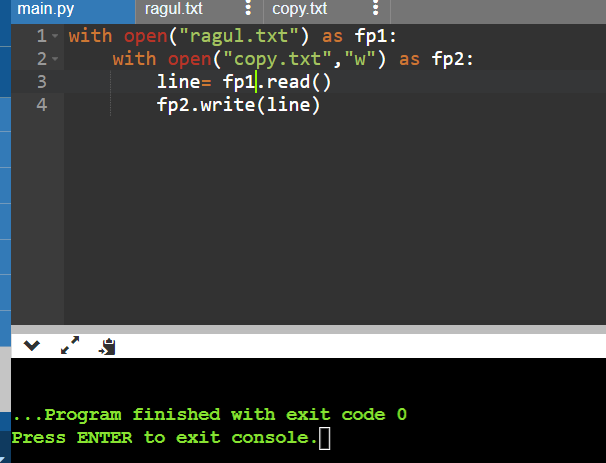 main.py ragul.txt copy.txt
1 with open("ragul.txt") as fp1:
2 with open("copy.txt","w") as fp2:
3 line= fp1.read()
4 fp2.write(line)
...Program finished with exit code 0
Press ENTER to exit console.